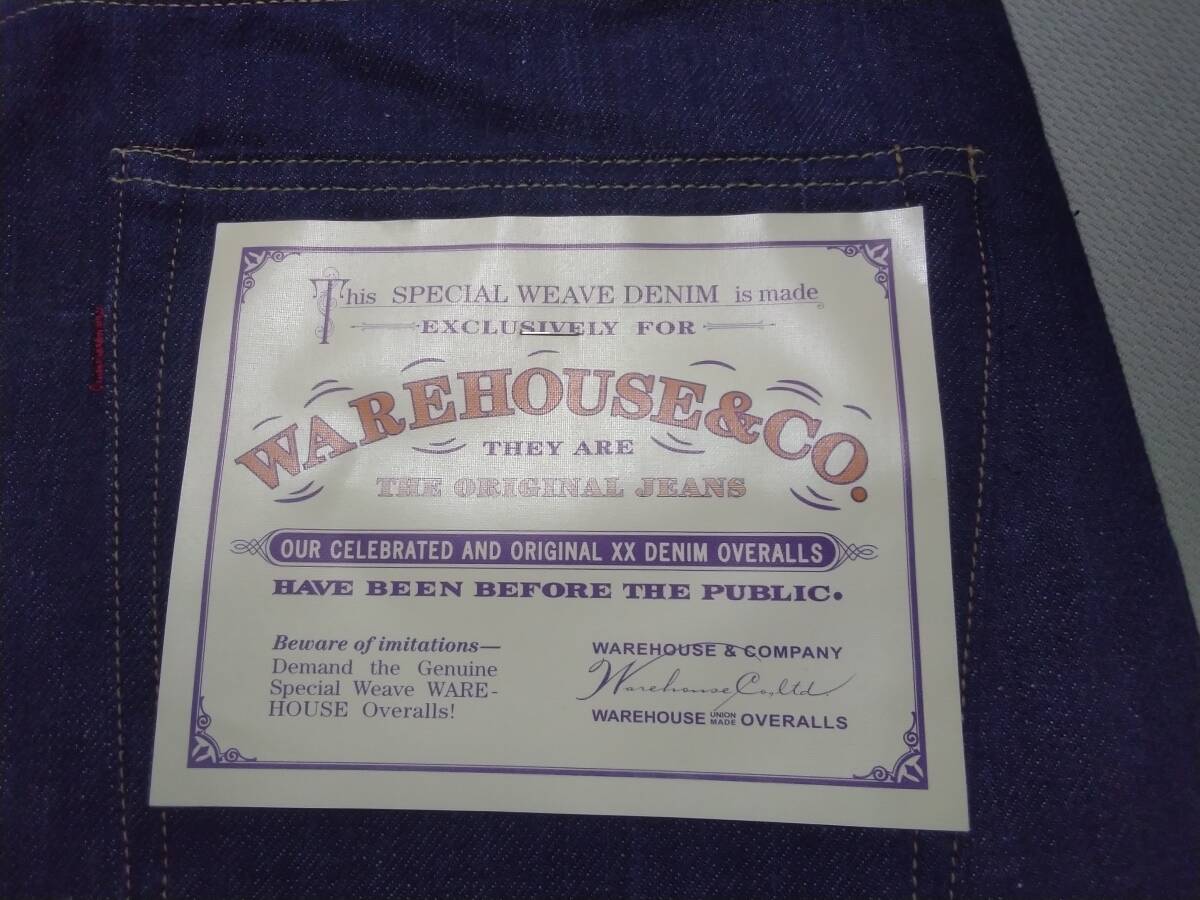 This SPECIAL WEAVE DENIM is made
EXCLUSIVELY FOR
WAREHOUSE & CO.
THEY ARE
THE ORIGINAL JEANS
OUR CELEBRATED AND ORIGINAL XX DENIM OVERALLS
HAVE BEEN BEFORE THE PUBLIC.
Beware of imitations—
Demand the Genuine
Special Weave WARE-
HOUSE Overalls!
WAREHOUSE & COMPANY
Warehouse Co,ltd.
WAREHOUSE UNION MADE OVERALLS